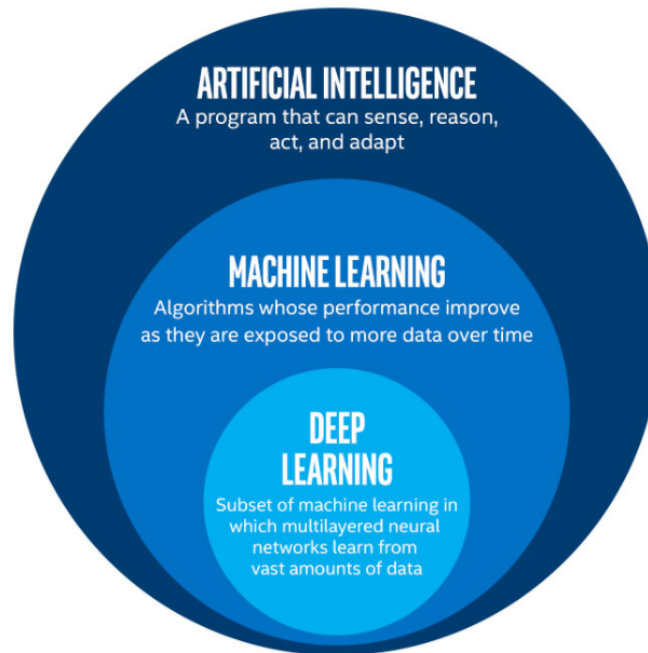 ARTIFICIAL INTELLIGENCE
A program that can sense, reason,
act, and adapt
MACHINE LEARNING
Algorithms whose performance improve
as they are exposed to more data over time
DEEP
LEARNING
Subset of machine learning in
which multilayered neural
networks learn from
vast amounts of data